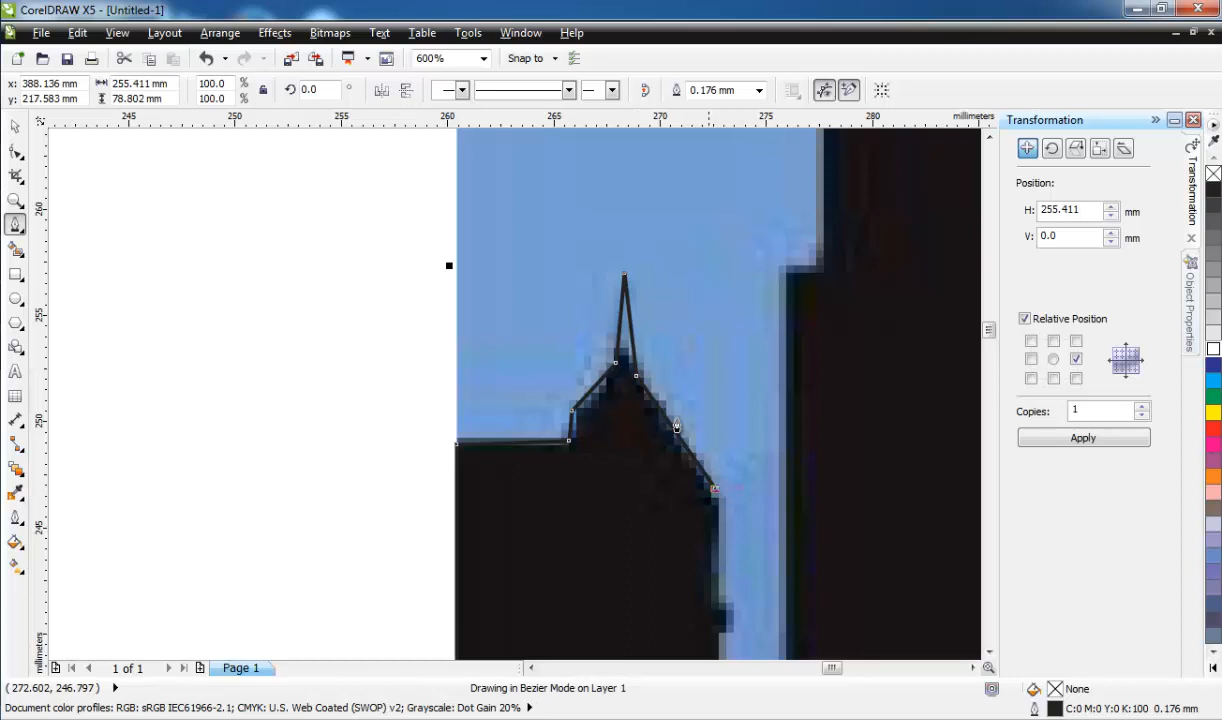 CorelDRAW X5 - [Untitled-1]
File Edit View Layout Arrange Effects Bitmaps Text Table Tools Window Help
600% Snap to
x: 388.136 mm 255.411 mm 100.0 % 0.0 ° 0.176 mm
y: 217.583 mm 78.802 mm 100.0 %
245 250 255 260 265 270 275 280 millimeters
260
255
250
245
millimeters
Transformation
Position:
H: 255.411 mm
V: 0.0 mm
Relative Position
Copies: 1
Apply
Transformation
Object Properties
1 of 1 Page 1
( 272.602, 246.797 ) Drawing in Bezier Mode on Layer 1 None
Document color profiles: RGB: sRGB IEC61966-2.1; CMYK: U.S. Web Coated (SWOP) v2; Grayscale: Dot Gain 20% C:0 M:0 Y:0 K:100 0.176 mm